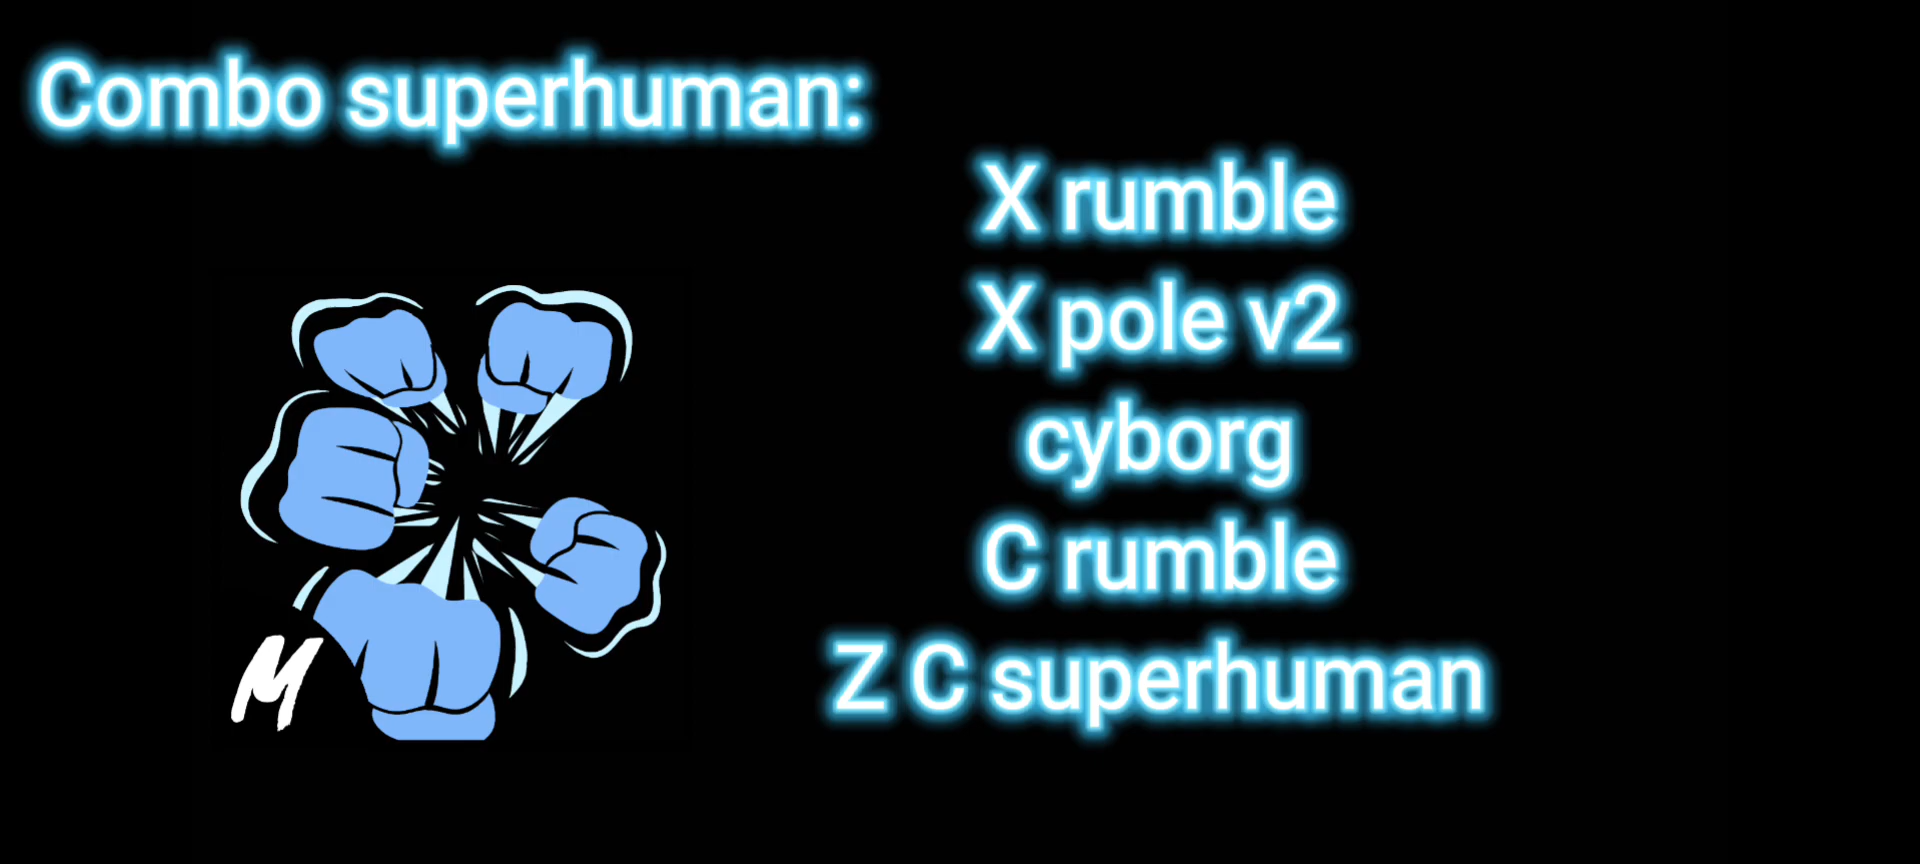 Combo superhuman:
X rumble
X pole v2
cyborg
C rumble
Z C superhuman
M